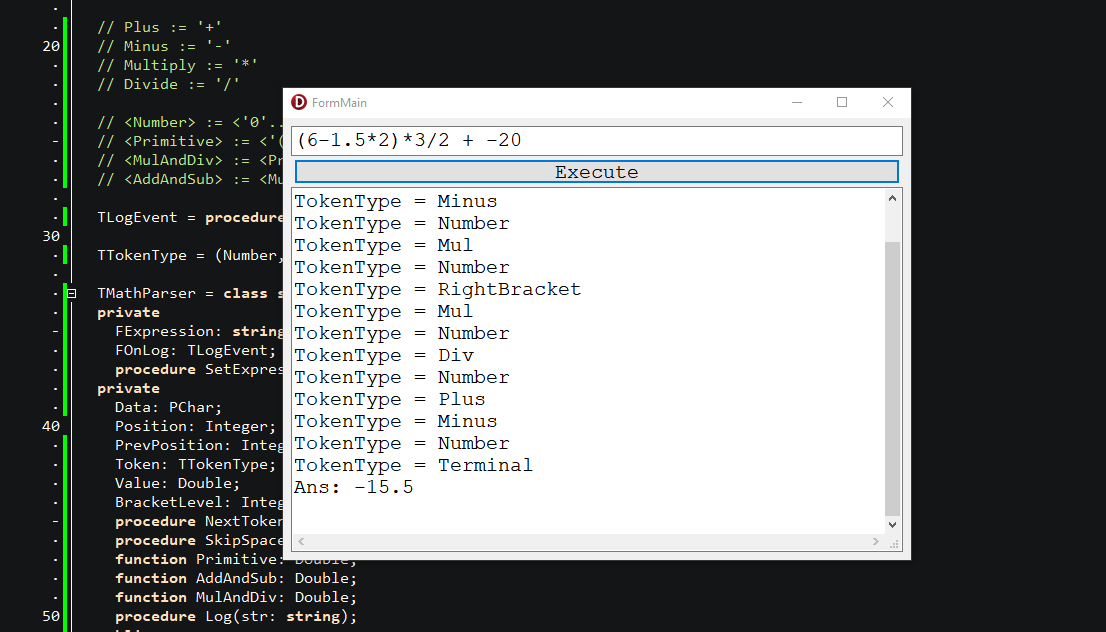 // Plus := '+'
20 // Minus := '-'
// Multiply := '*'
// Divide := '/'
// <Number> := <'0'..
// <Primitive> := <'(
// <MulAndDiv> := <Pr
// <AddAndSub> := <Mu
TLogEvent = procedure
30
TTokenType = (Number,
TMathParser = class s
private
FExpression: string
FOnLog: TLogEvent;
procedure SetExpres
private
Data: PChar;
40 Position: Integer;
PrevPosition: Integ
Token: TTokenType;
Value: Double;
BracketLevel: Integ
procedure NextToken
procedure SkipSpace
function Primitive: Double;
function AddAndSub: Double;
function MulAndDiv: Double;
50 procedure Log(str: string);
D FormMain
(6-1.5*2)*3/2 + -20
Execute
TokenType = Minus
TokenType = Number
TokenType = Mul
TokenType = Number
TokenType = RightBracket
TokenType = Mul
TokenType = Number
TokenType = Div
TokenType = Number
TokenType = Plus
TokenType = Minus
TokenType = Number
TokenType = Terminal
Ans: -15.5